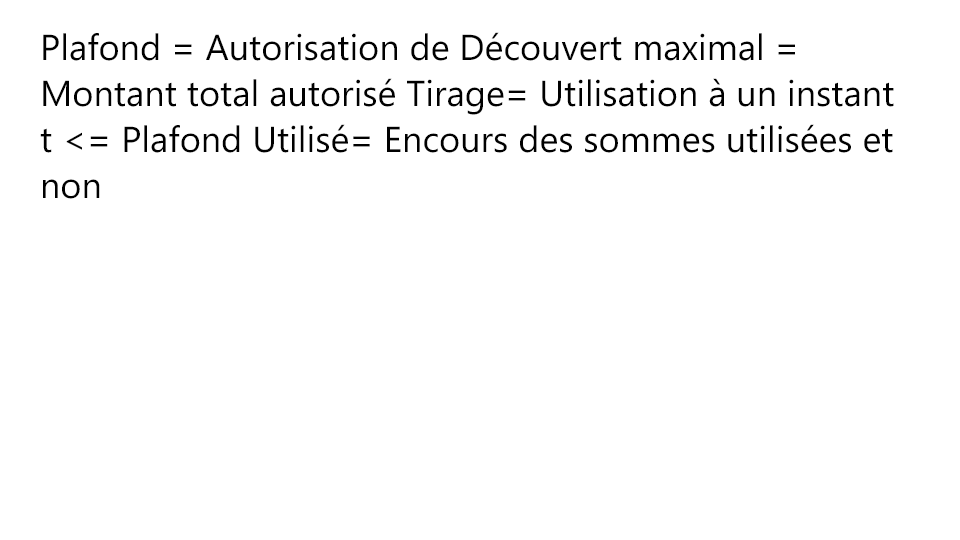 Plafond = Autorisation de Découvert maximal =
Montant total autorisé Tirage= Utilisation à un instant
t <= Plafond Utilisé= Encours des sommes utilisées et
non